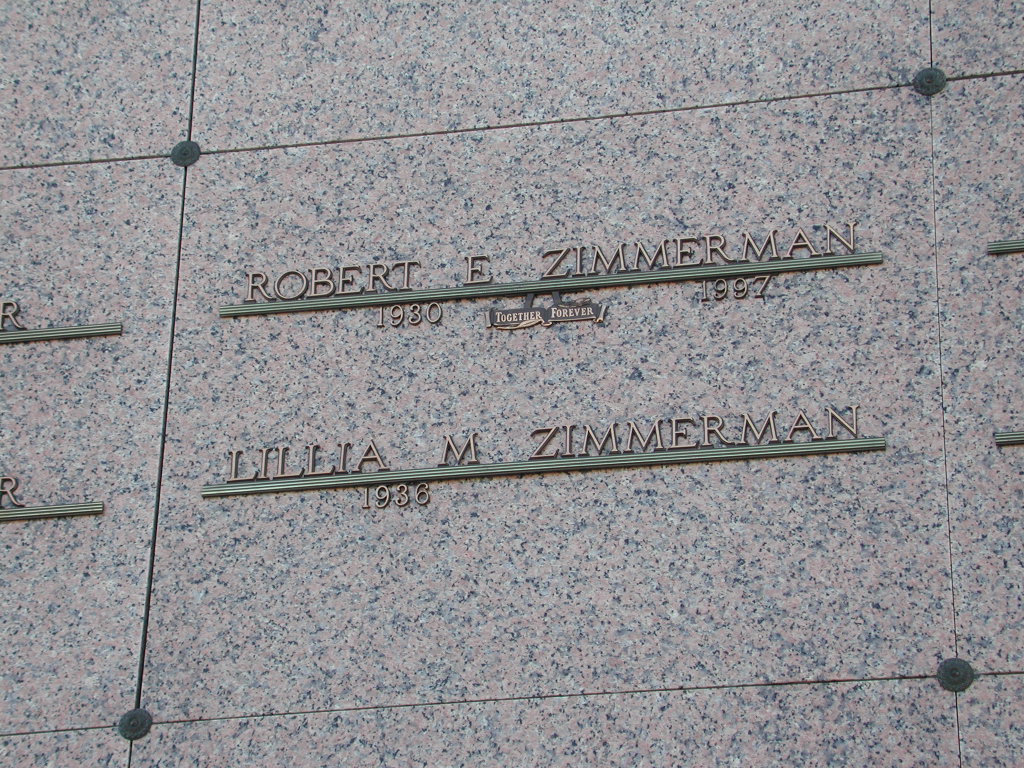 ROBERT E ZIMMERMAN
1930 TOGETHER FOREVER 1997
LILLIA M ZIMMERMAN
1936
R
R